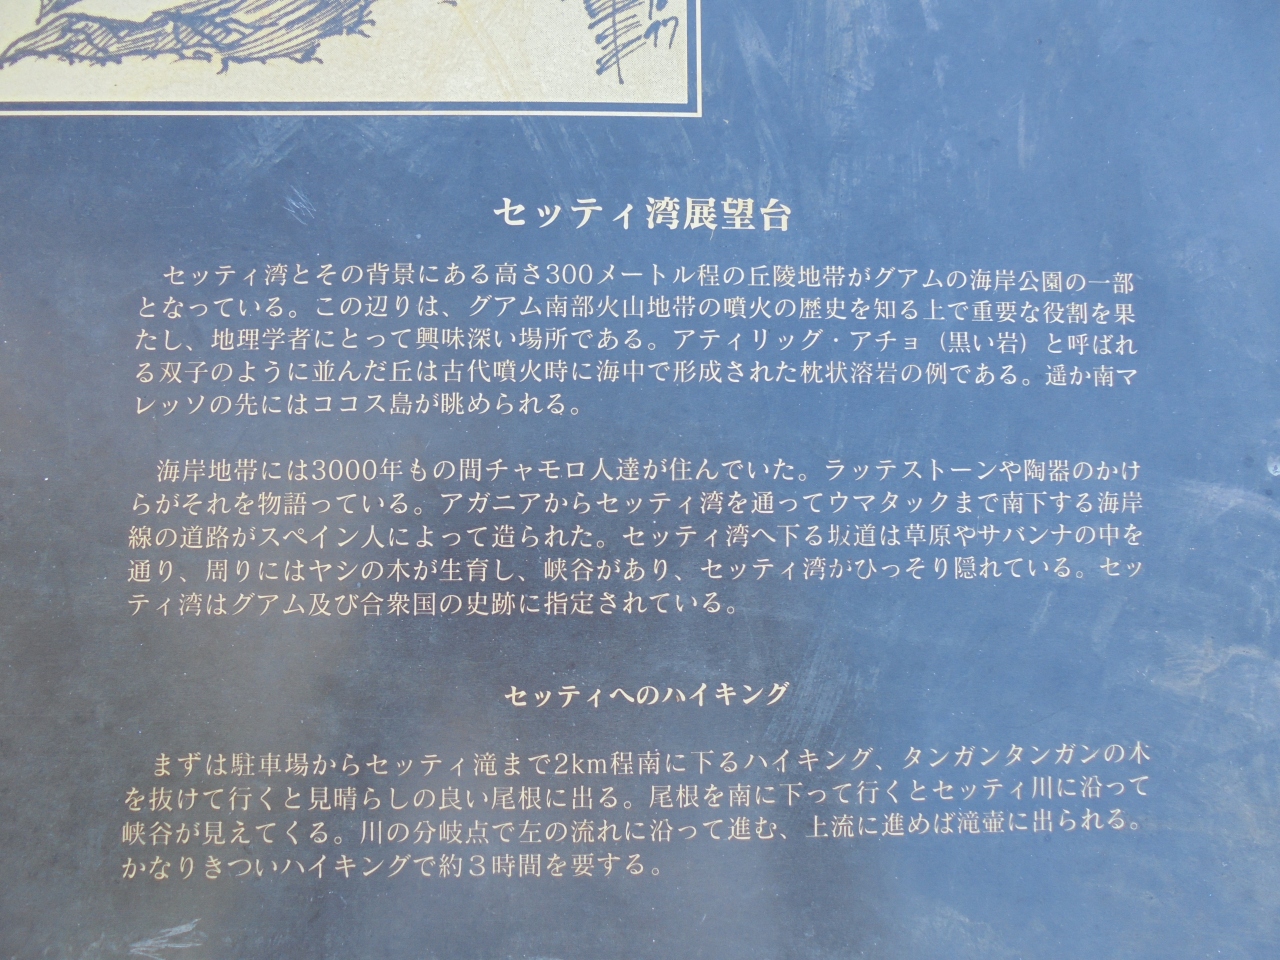 セッティ湾展望台
セッティ湾とその背景にある高さ300メートル程の丘陵地帯がグアムの海岸公園の一部
となっている。この辺りは、グアム南部火山地帯の噴火の歴史を知る上で重要な役割を果
たし、地理学者にとって興味深い場所である。アティリッグ・アチョ（黒い岩）と呼ばれ
る双子のように並んだ丘は古代噴火時に海中で形成された枕状溶岩の例である。遥か南マ
レッソの先にはココス島が眺められる。
海岸地帯には3000年もの間チャモロ人達が住んでいた。ラッテストーンや陶器のかけ
らがそれを物語っている。アガニアからセッティ湾を通ってウマタックまで南下する海岸
線の道路がスペイン人によって造られた。セッティ湾へ下る坂道は草原やサバンナの中を
通り、周りにはヤシの木が生育し、峡谷があり、セッティ湾がひっそり隠れている。セッ
ティ湾はグアム及び合衆国の史跡に指定されている。
セッティへのハイキング
まずは駐車場からセッティ滝まで2km程南に下るハイキング、タンガンタンガンの木
を抜けて行くと見晴らしの良い尾根に出る。尾根を南に下って行くとセッティ川に沿って
峡谷が見えてくる。川の分岐点で左の流れに沿って進む、上流に進めば滝壷に出られる。
かなりきついハイキングで約３時間を要する。